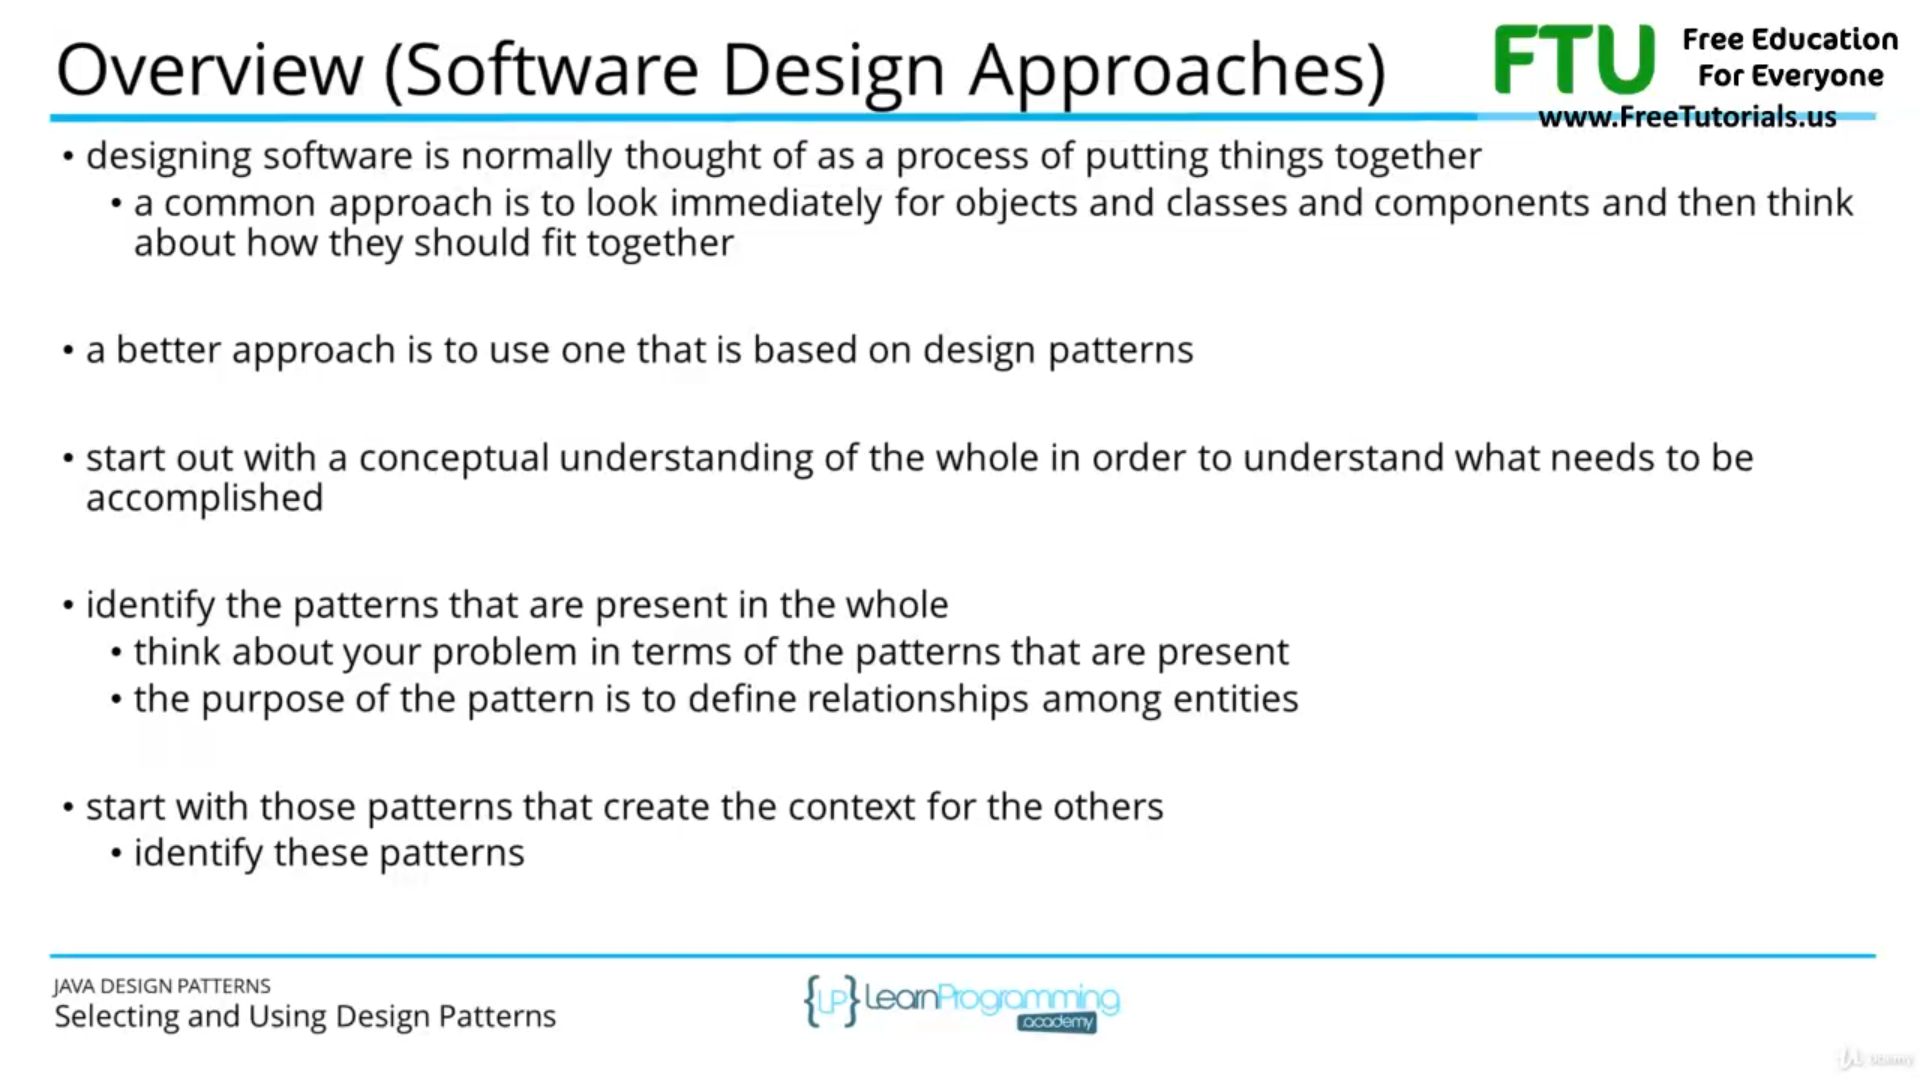 Overview (Software Design Approaches)
FTU
Free Education
For Everyone
www.FreeTutorials.us
• designing software is normally thought of as a process of putting things together
• a common approach is to look immediately for objects and classes and components and then think
about how they should fit together
• a better approach is to use one that is based on design patterns
• start out with a conceptual understanding of the whole in order to understand what needs to be
accomplished
• identify the patterns that are present in the whole
• think about your problem in terms of the patterns that are present
• the purpose of the pattern is to define relationships among entities
• start with those patterns that create the context for the others
• identify these patterns
JAVA DESIGN PATTERNS
Selecting and Using Design Patterns
{LP} LearnProgramming
academy
Udemy